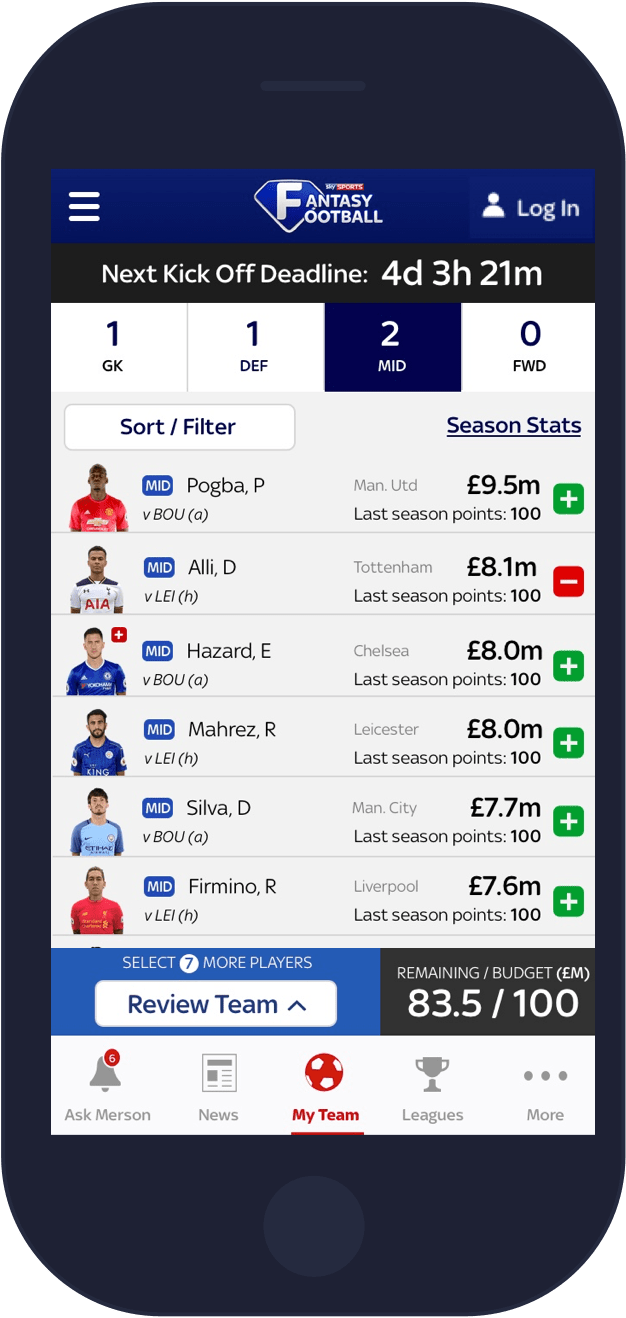 sky SPORTS
FANTASY
FOOTBALL
Log In
Next Kick Off Deadline: 4d 3h 21m
1 1 2 0
GK DEF MID FWD
Sort / Filter Season Stats
MID Pogba, P Man. Utd £9.5m
v BOU (a) Last season points: 100
MID Alli, D Tottenham £8.1m
v LEI (h) Last season points: 100
AIA
MID Hazard, E Chelsea £8.0m
v BOU (a) Last season points: 100
YOKOHAMA
MID Mahrez, R Leicester £8.0m
v LEI (h) Last season points: 100
KING
MID Silva, D Man. City £7.7m
v BOU (a) Last season points: 100
ETIHAD
MID Firmino, R Liverpool £7.6m
v LEI (h) Last season points: 100
SELECT 7 MORE PLAYERS
Review Team
REMAINING / BUDGET (£M)
83.5 / 100
6
Ask Merson News My Team Leagues More